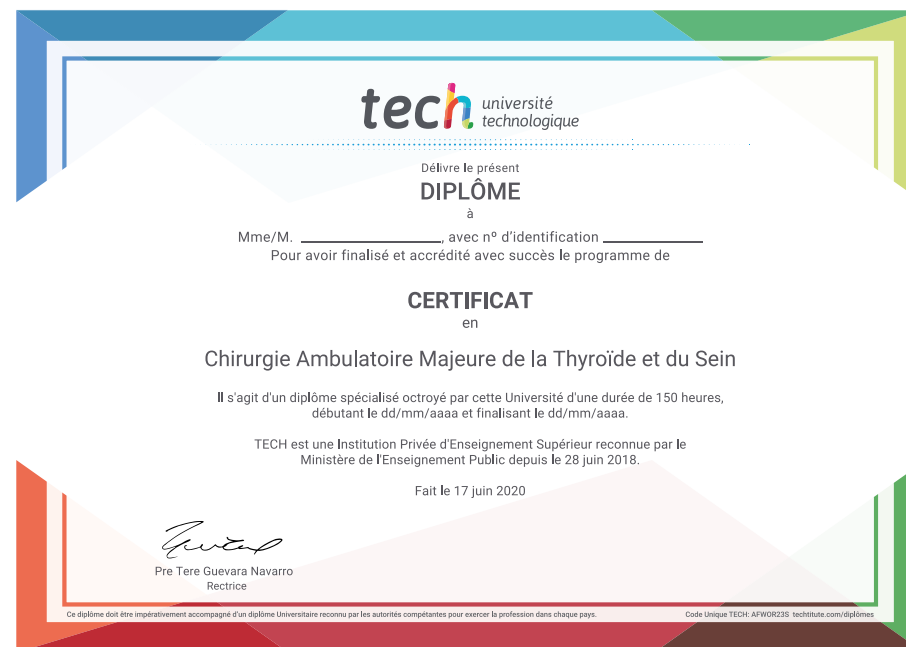 tech université
technologique
Délivre le présent
DIPLÔME
à
Mme/M. ____________________, avec nº d'identification ______________
Pour avoir finalisé et accrédité avec succès le programme de
CERTIFICAT
en
Chirurgie Ambulatoire Majeure de la Thyroïde et du Sein
Il s'agit d'un diplôme spécialisé octroyé par cette Université d'une durée de 150 heures,
débutant le dd/mm/aaaa et finalisant le dd/mm/aaaa.
TECH est une Institution Privée d'Enseignement Supérieur reconnue par le
Ministère de l'Enseignement Public depuis le 28 juin 2018.
Fait le 17 juin 2020
Pre Tere Guevara Navarro
Rectrice
Ce diplôme doit être impérativement accompagné d'un diplôme Universitaire reconnu par les autorités compétentes pour exercer la profession dans chaque pays.
Code Unique TECH: AFWOR23S techtitute.com/diplômes